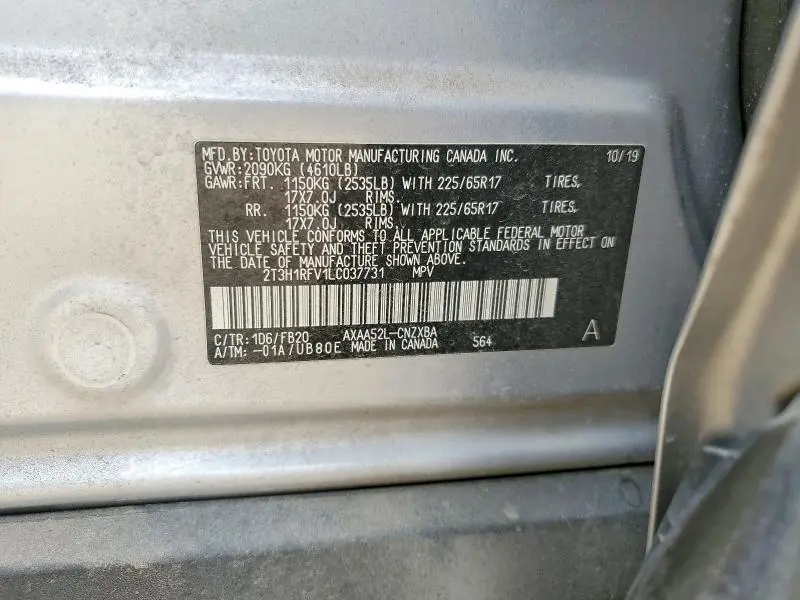 MFD.BY:TOYOTA MOTOR MANUFACTURING CANADA INC. 10/19
GVWR:2090KG (4610LB)
GAWR:FRT. 1150KG (2535LB) WITH 225/65R17 TIRES,
17X7.0J RIMS.
RR. 1150KG (2535LB) WITH 225/65R17 TIRES,
17X7.0J RIMS.
THIS VEHICLE CONFORMS TO ALL APPLICABLE FEDERAL MOTOR
VEHICLE SAFETY AND THEFT PREVENTION STANDARDS IN EFFECT ON
THE DATE OF MANUFACTURE SHOWN ABOVE.
2T3H1RFV1LC037731 MPV
C/TR:1D6/FB20 AXAA52L-CNZXBA A
A/TM:-01A/UB80E MADE IN CANADA 564